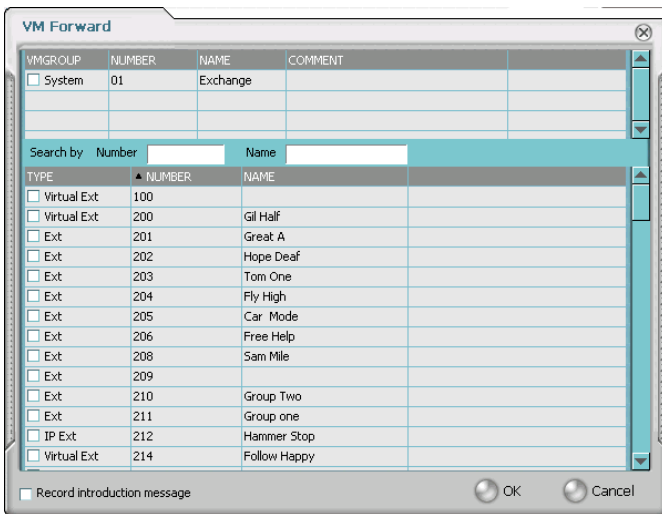 VM Forward
VMGROUP NUMBER NAME COMMENT
System 01 Exchange
Search by Number Name
TYPE NUMBER NAME
Virtual Ext 100
Virtual Ext 200 Gil Half
Ext 201 Great A
Ext 202 Hope Deaf
Ext 203 Tom One
Ext 204 Fly High
Ext 205 Car Mode
Ext 206 Free Help
Ext 208 Sam Mile
Ext 209
Ext 210 Group Two
Ext 211 Group one
IP Ext 212 Hammer Stop
Virtual Ext 214 Follow Happy
Record introduction message OK Cancel